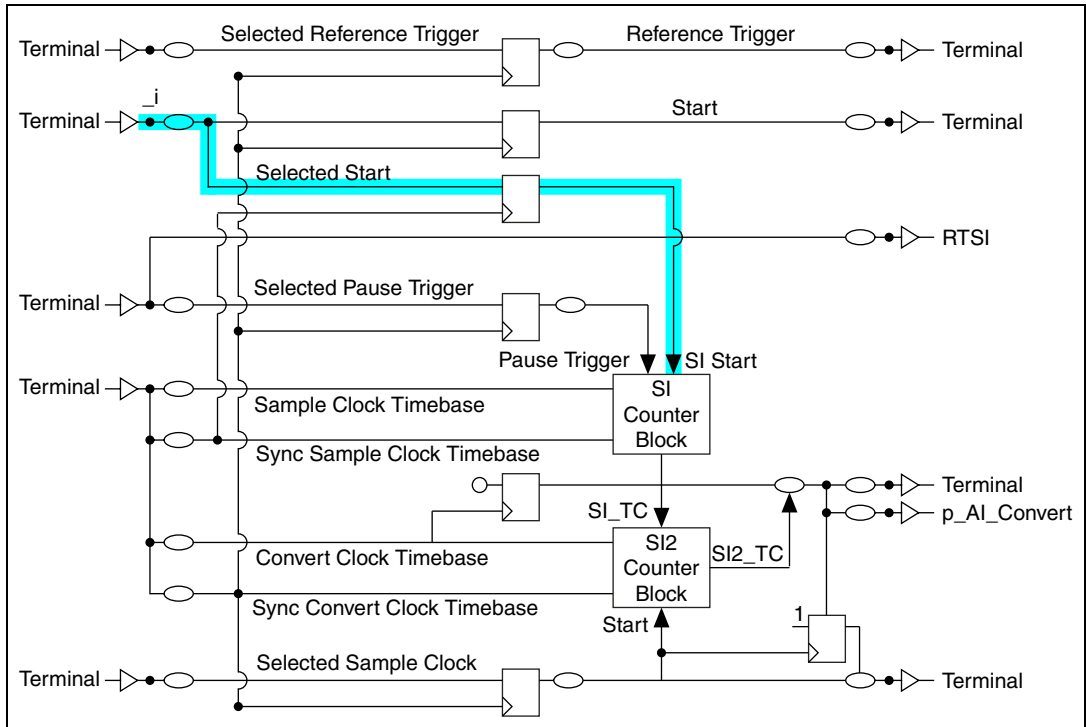 Terminal Selected Reference Trigger Reference Trigger Terminal
_i
Terminal Start Terminal
Selected Start
RTSI
Terminal Selected Pause Trigger
Pause Trigger SI Start
Terminal SI
Sample Clock Timebase Counter
Block
Sync Sample Clock Timebase
Terminal
SI_TC p_AI_Convert
SI2
Convert Clock Timebase Counter SI2_TC
Block
Sync Convert Clock Timebase
Start 1
Selected Sample Clock
Terminal Terminal